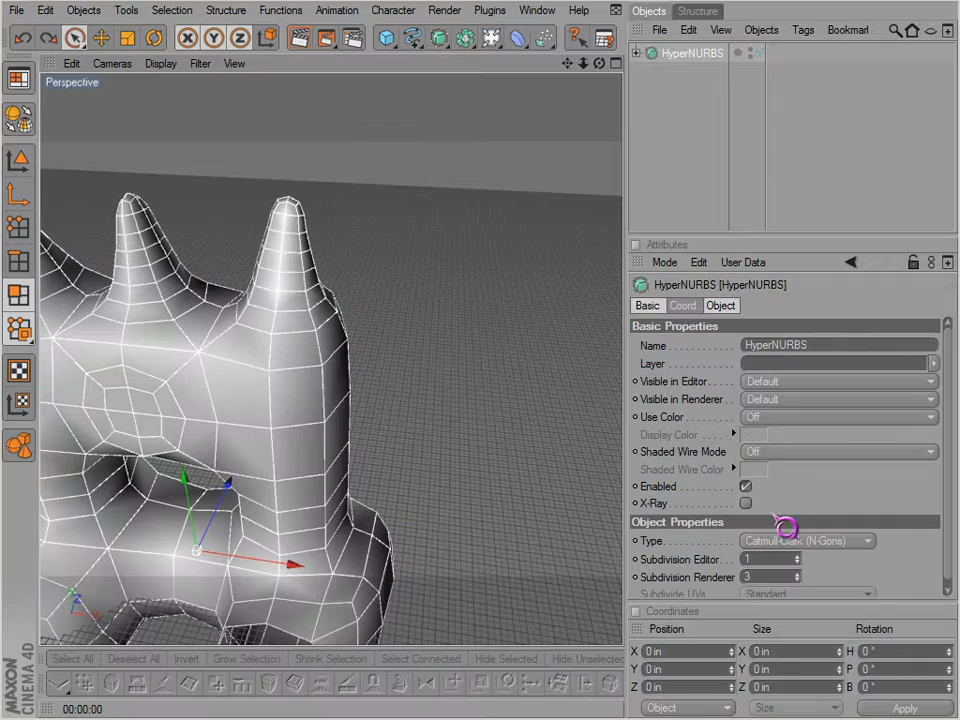 File Edit Objects Tools Selection Structure Functions Animation Character Render Plugins Window Help
Objects Structure
File Edit View Objects Tags Bookmark
Edit Cameras Display Filter View
HyperNURBS
Perspective
Attributes
Mode Edit User Data
HyperNURBS [HyperNURBS]
Basic Coord. Object
Basic Properties
Name HyperNURBS
Layer
Visible in Editor Default
Visible in Renderer Default
Use Color Off
Display Color
Shaded Wire Mode Off
Shaded Wire Color
Enabled
X-Ray
Object Properties
Type Catmull-Clark (N-Gons)
Subdivision Editor 1
Subdivision Renderer 3
Subdivide UVs Standard
Coordinates
Position Size Rotation
X 0 in X 0 in H 0 °
Y 0 in Y 0 in P 0 °
Z 0 in Z 0 in B 0 °
Object Size Apply
Select All Deselect All Invert Grow Selection Shrink Selection Select Connected Hide Selected Hide Unselected
00:00:00
MAXON
CINEMA 4D
X Y Z
Z